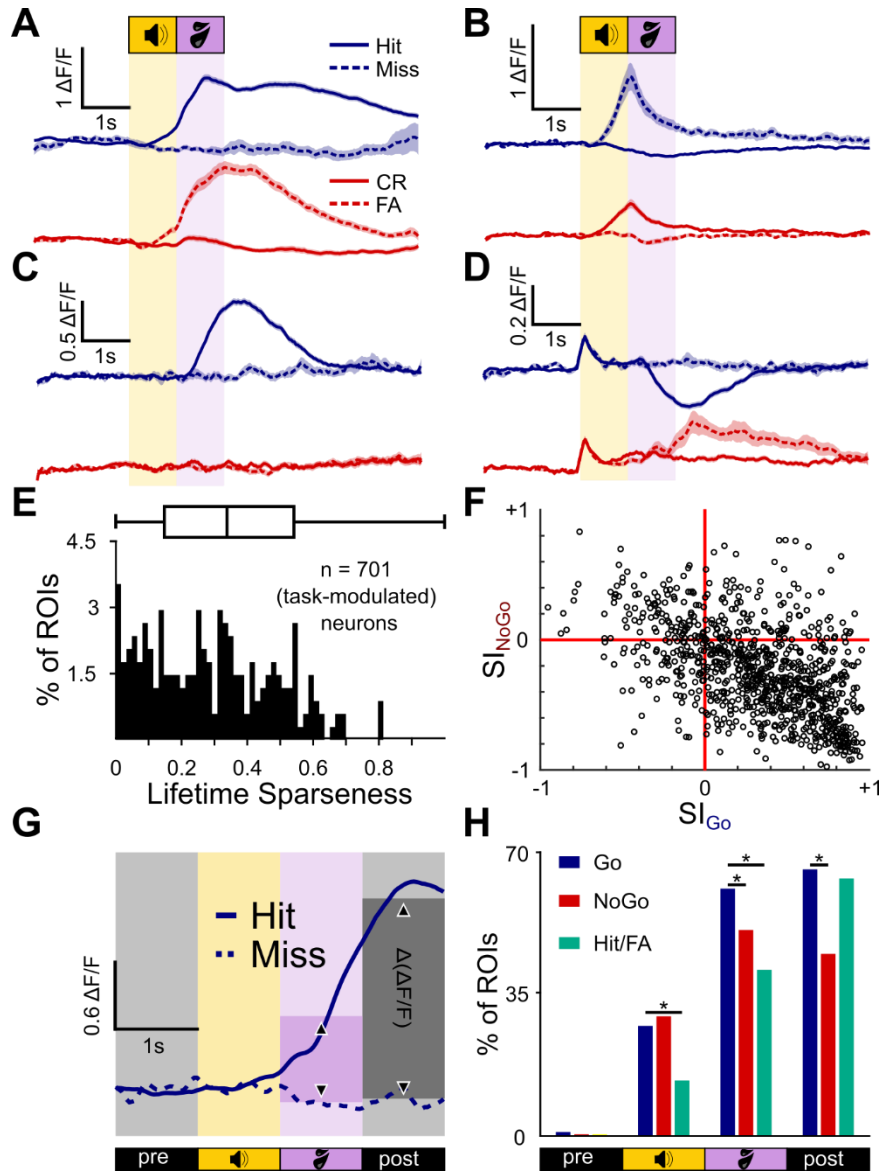 A
1 ΔF/F
1s
Hit
Miss
CR
FA
B
1 ΔF/F
1s
C
0.5 ΔF/F
1s
D
0.2 ΔF/F
1s
E
4.5
3
1.5
% of ROIs
n = 701
(task-modulated)
neurons
0 0.2 0.4 0.6 0.8
Lifetime Sparseness
F
+1
0
-1
SINoGo
-1 0 +1
SIGo
G
0.6 ΔF/F
1s
Hit
Miss
Δ(ΔF/F)
pre post
H
70
35
0
% of ROIs
Go
NoGo
Hit/FA
* * * *
pre post